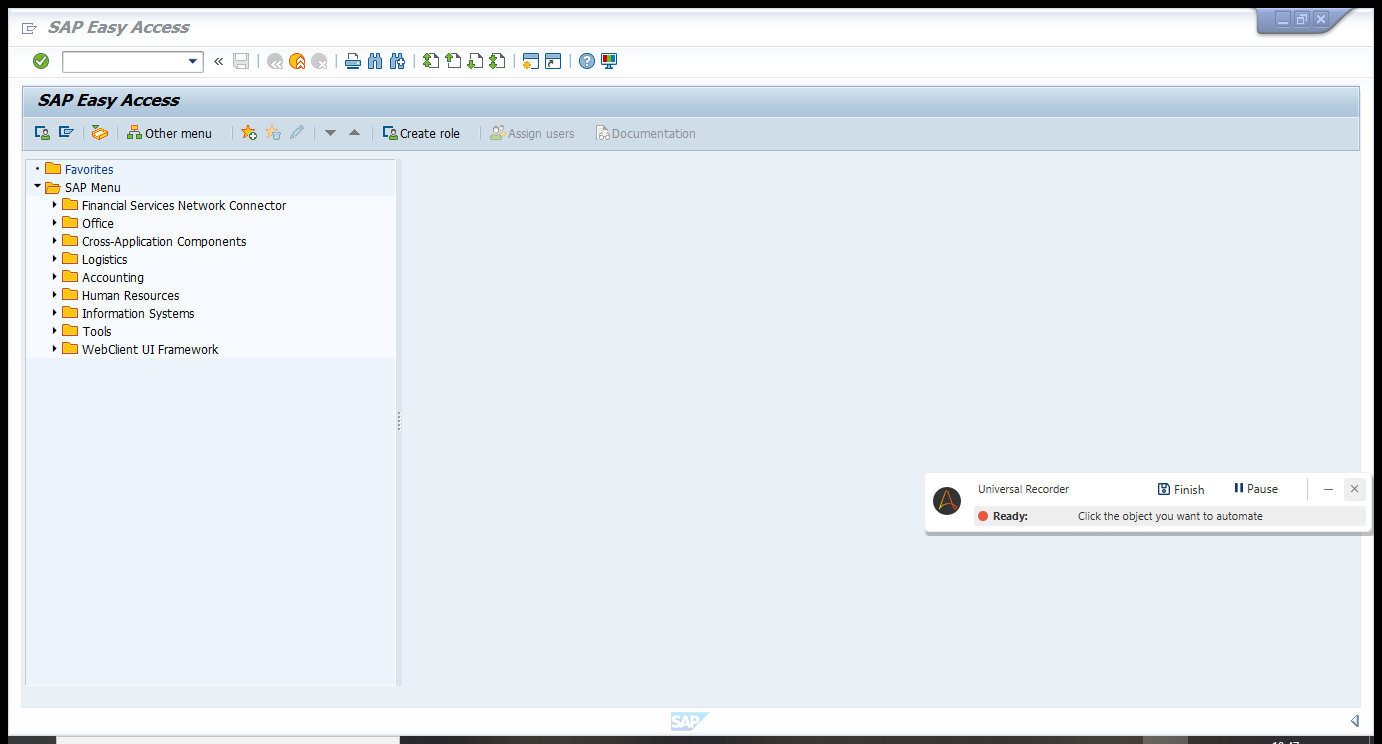 SAP Easy Access
SAP Easy Access
Other menu Create role Assign users Documentation
Favorites
SAP Menu
Financial Services Network Connector
Office
Cross-Application Components
Logistics
Accounting
Human Resources
Information Systems
Tools
WebClient UI Framework
Universal Recorder Finish Pause
Ready: Click the object you want to automate
SAP